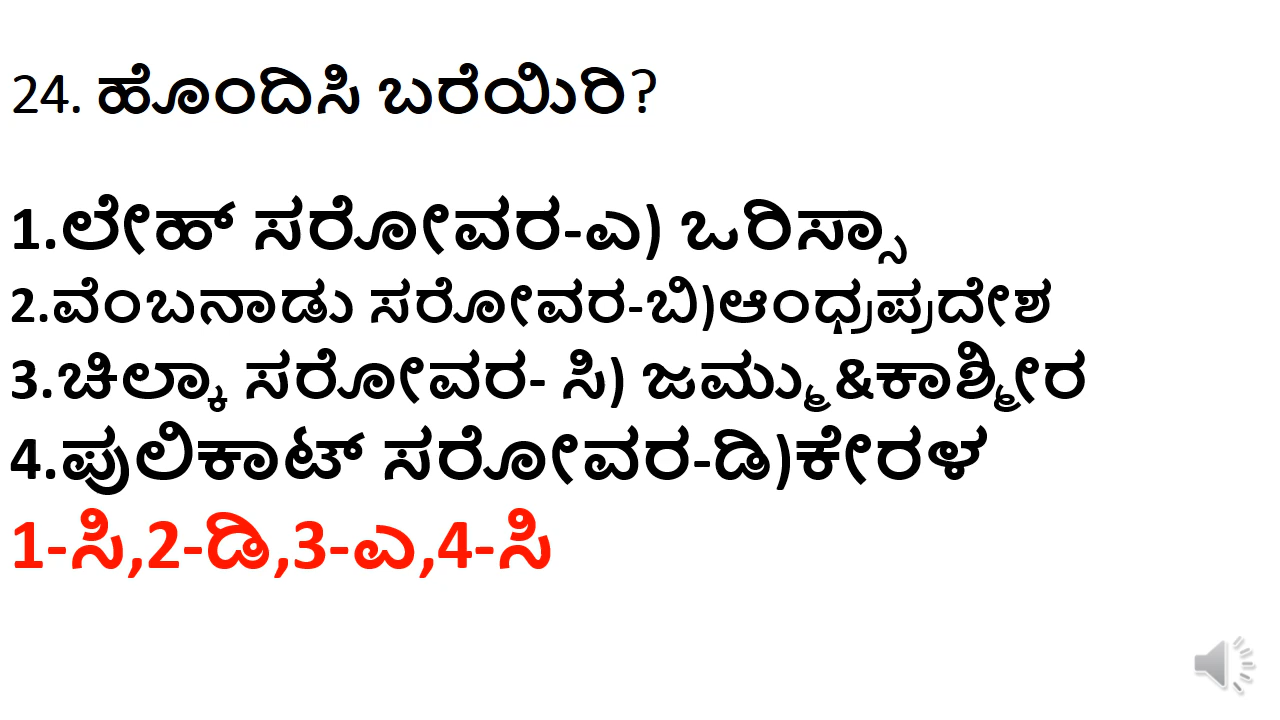 24. ಹೊಂದಿಸಿ ಬರೆಯಿರಿ?
1.ಲೇಹ್ ಸರೋವರ-ಎ) ಒರಿಸ್ಸಾ
2.ವೆಂಬನಾಡು ಸರೋವರ-ಬಿ)ಆಂಧ್ರಪ್ರದೇಶ
3.ಚಿಲ್ಕಾ ಸರೋವರ- ಸಿ) ಜಮ್ಮು &ಕಾಶ್ಮೀರ
4.ಪುಲಿಕಾಟ್ ಸರೋವರ-ಡಿ)ಕೇರಳ
1-ಸಿ,2-ಡಿ,3-ಎ,4-ಸಿ